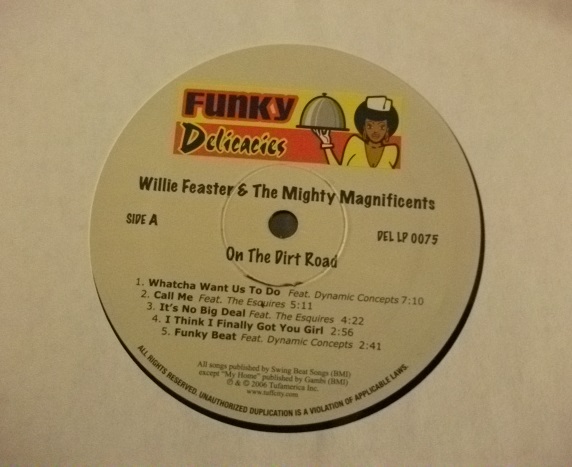 FUNKY
Delicacies
Willie Feaster & The Mighty Magnificents
SIDE A
DEL LP 0075
On The Dirt Road
1. Whatcha Want Us To Do Feat. Dynamic Concepts 7:10
2. Call Me Feat. The Esquires 5:11
3. It's No Big Deal Feat. The Esquires 4:22
4. I Think I Finally Got You Girl 2:56
5. Funky Beat Feat. Dynamic Concepts 2:41
All songs published by Swing Beat Songs (BMI)
except "My Home" published by Gambi (BMI)
℗ & © 2006 Tufamerica Inc.
www.tuffcity.com
ALL RIGHTS RESERVED. UNAUTHORIZED DUPLICATION IS A VIOLATION OF APPLICABLE LAWS.